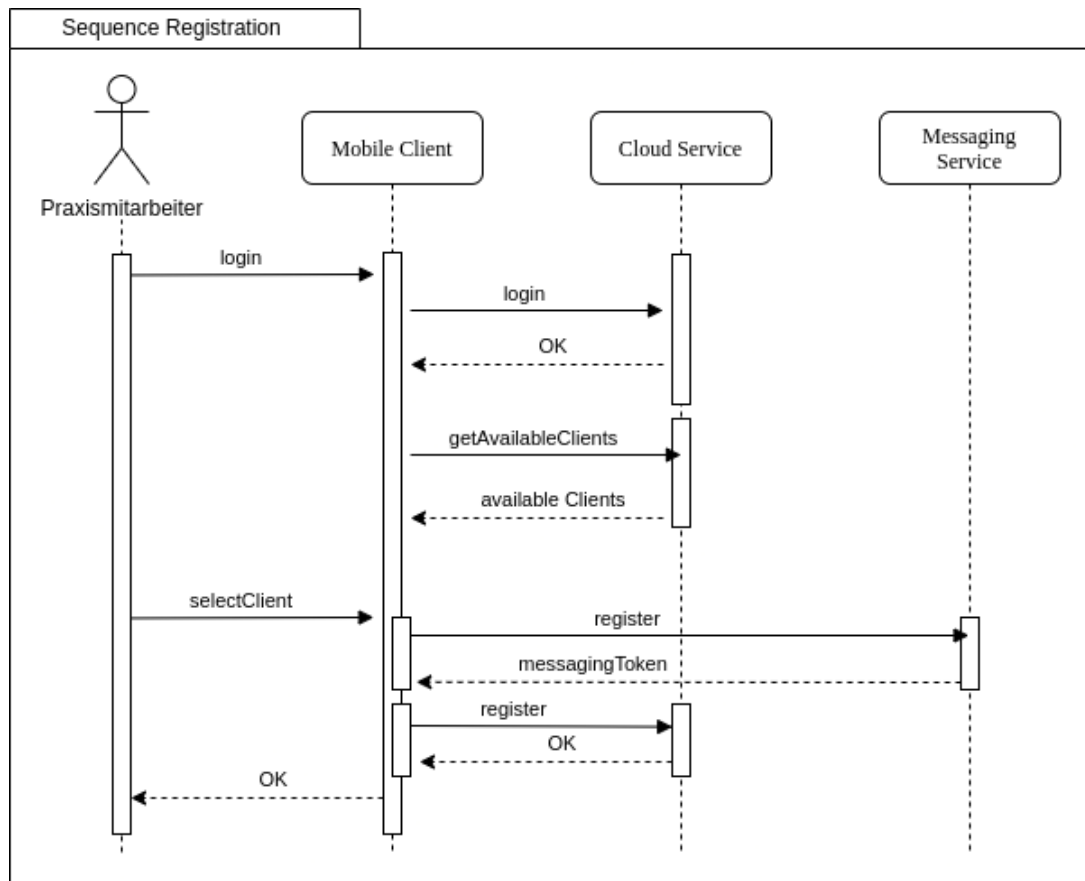 Sequence Registration
Praxismitarbeiter
Mobile Client
Cloud Service
Messaging
Service
login
login
OK
getAvailableClients
available Clients
selectClient
register
messagingToken
register
OK
OK